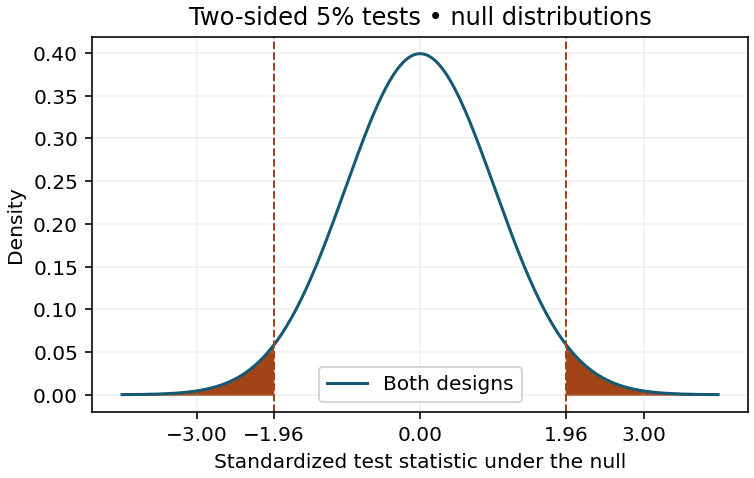 Two-sided 5% tests • null distributions
Density
0.40
0.35
0.30
0.25
0.20
0.15
0.10
0.05
0.00
Both designs
−3.00 −1.96 0.00 1.96 3.00
Standardized test statistic under the null